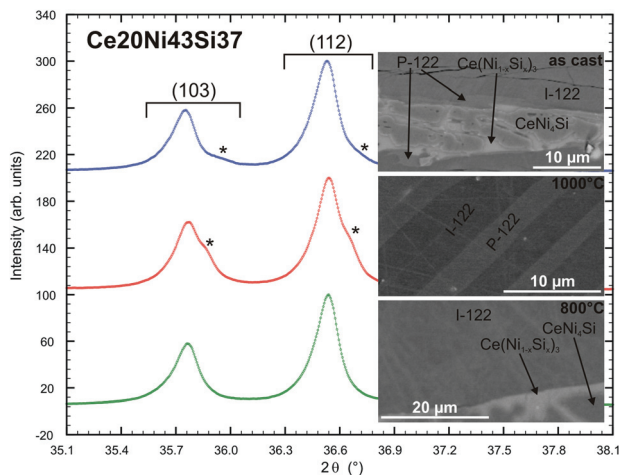 Ce20Ni43Si37
(112)
(103)
*
*
*
*
340
300
260
220
180
140
100
60
20
-20
Intensity (arb. units)
P-122
Ce(Ni1-xSix)3
as cast
I-122
CeNi4Si
10 µm
1000°C
I-122
P-122
10 µm
800°C
I-122
CeNi4Si
Ce(Ni1-xSix)3
20 µm
35.1
35.4
35.7
36.0
36.3
36.6
36.9
37.2
37.5
37.8
38.1
2θ (°)